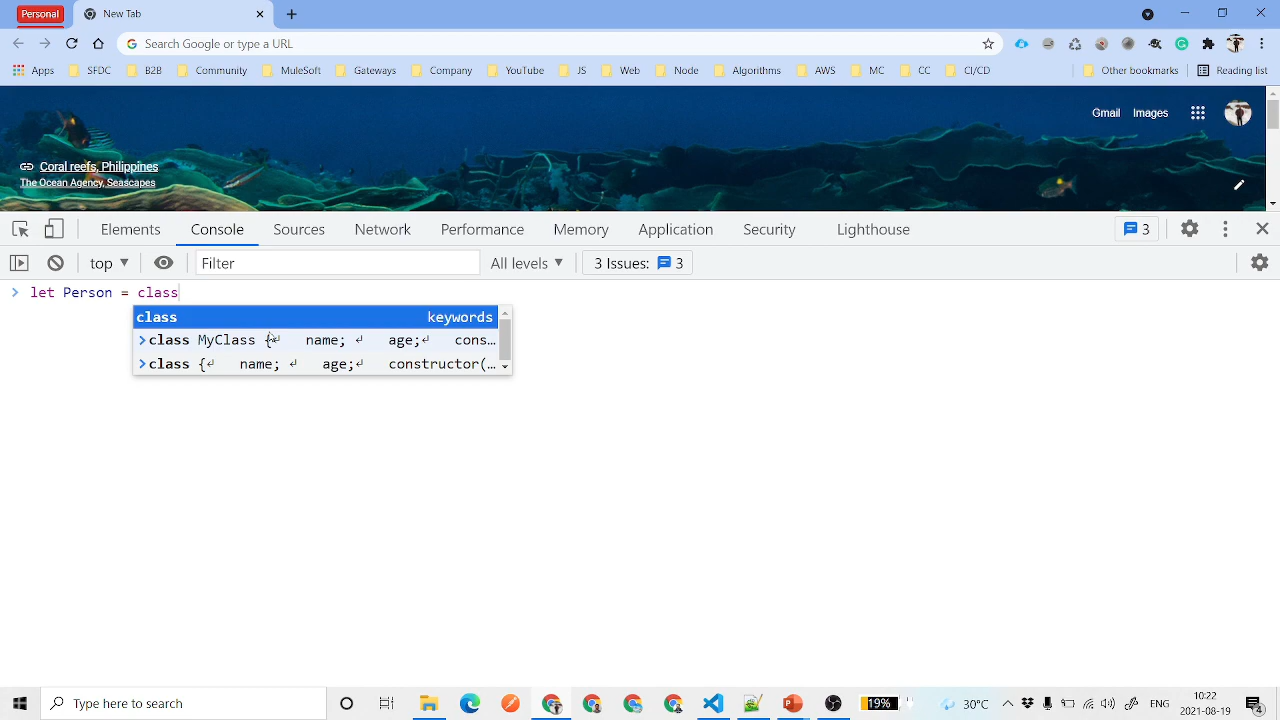 Personal
New Tab
Search Google or type a URL
Apps SFDC B2B Community MuleSoft Gateways Company YouTube JS Web Node Algorithms AWS MC CC CI/CD Other bookmarks Reading list
Gmail Images
Coral reefs, Philippines
The Ocean Agency, Seascapes
Elements Console Sources Network Performance Memory Application Security Lighthouse 3
top Filter All levels 3 Issues: 3
> let Person = class
class keywords
>class MyClass {↵ name; ↵ age;↵ cons…
>class {↵ name; ↵ age;↵ constructor(…
Type here to search 19% 30°C ENG 10:22
2021-08-19 4